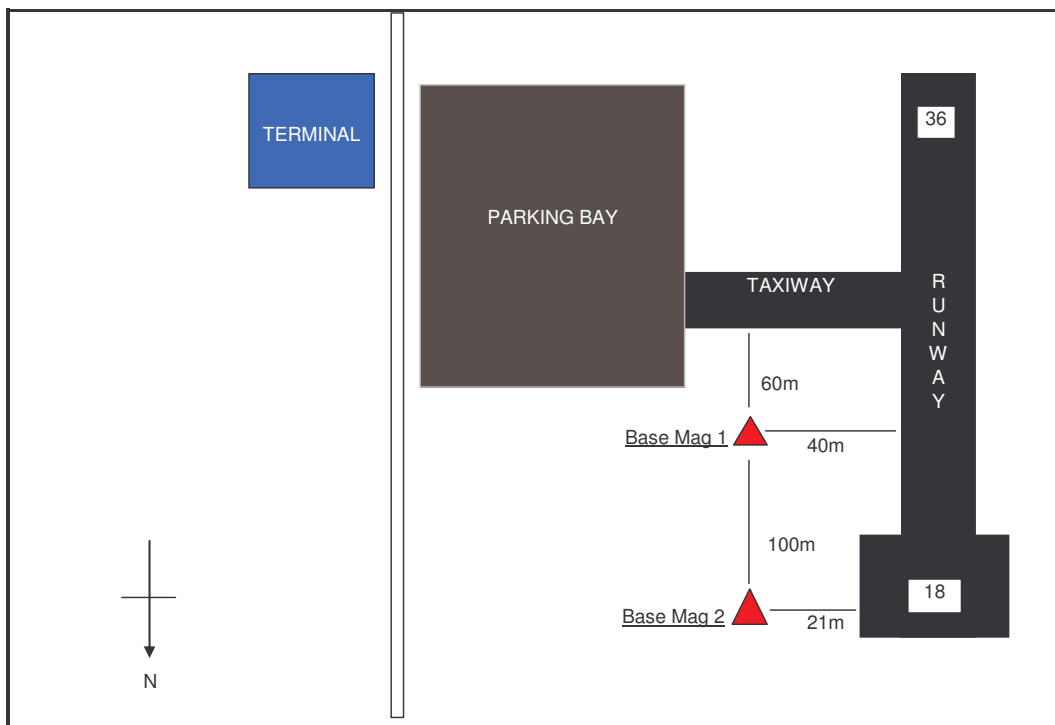 36
TERMINAL
PARKING BAY
TAXIWAY
R
U
N
W
A
Y
60m
Base Mag 1
40m
100m
18
Base Mag 2
21m
N